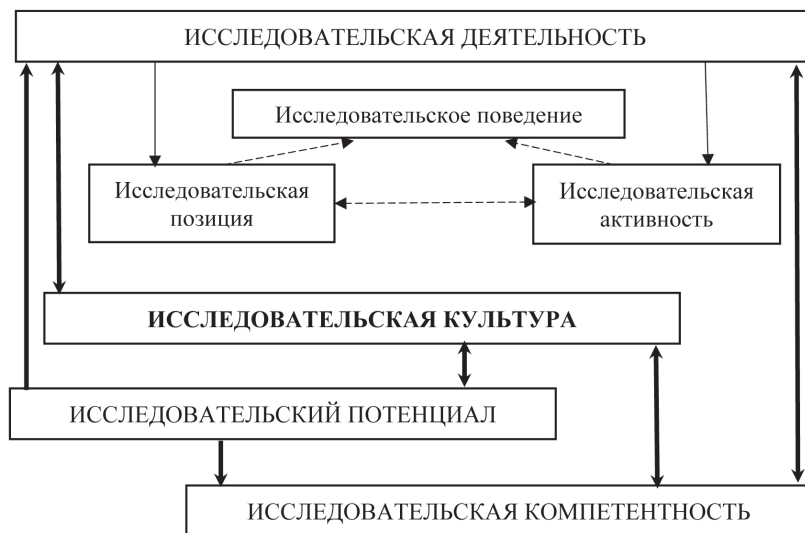 ИССЛЕДОВАТЕЛЬСКАЯ ДЕЯТЕЛЬНОСТЬ
Исследовательское поведение
Исследовательская
позиция
Исследовательская
активность
ИССЛЕДОВАТЕЛЬСКАЯ КУЛЬТУРА
ИССЛЕДОВАТЕЛЬСКИЙ ПОТЕНЦИАЛ
ИССЛЕДОВАТЕЛЬСКАЯ КОМПЕТЕНТНОСТЬ